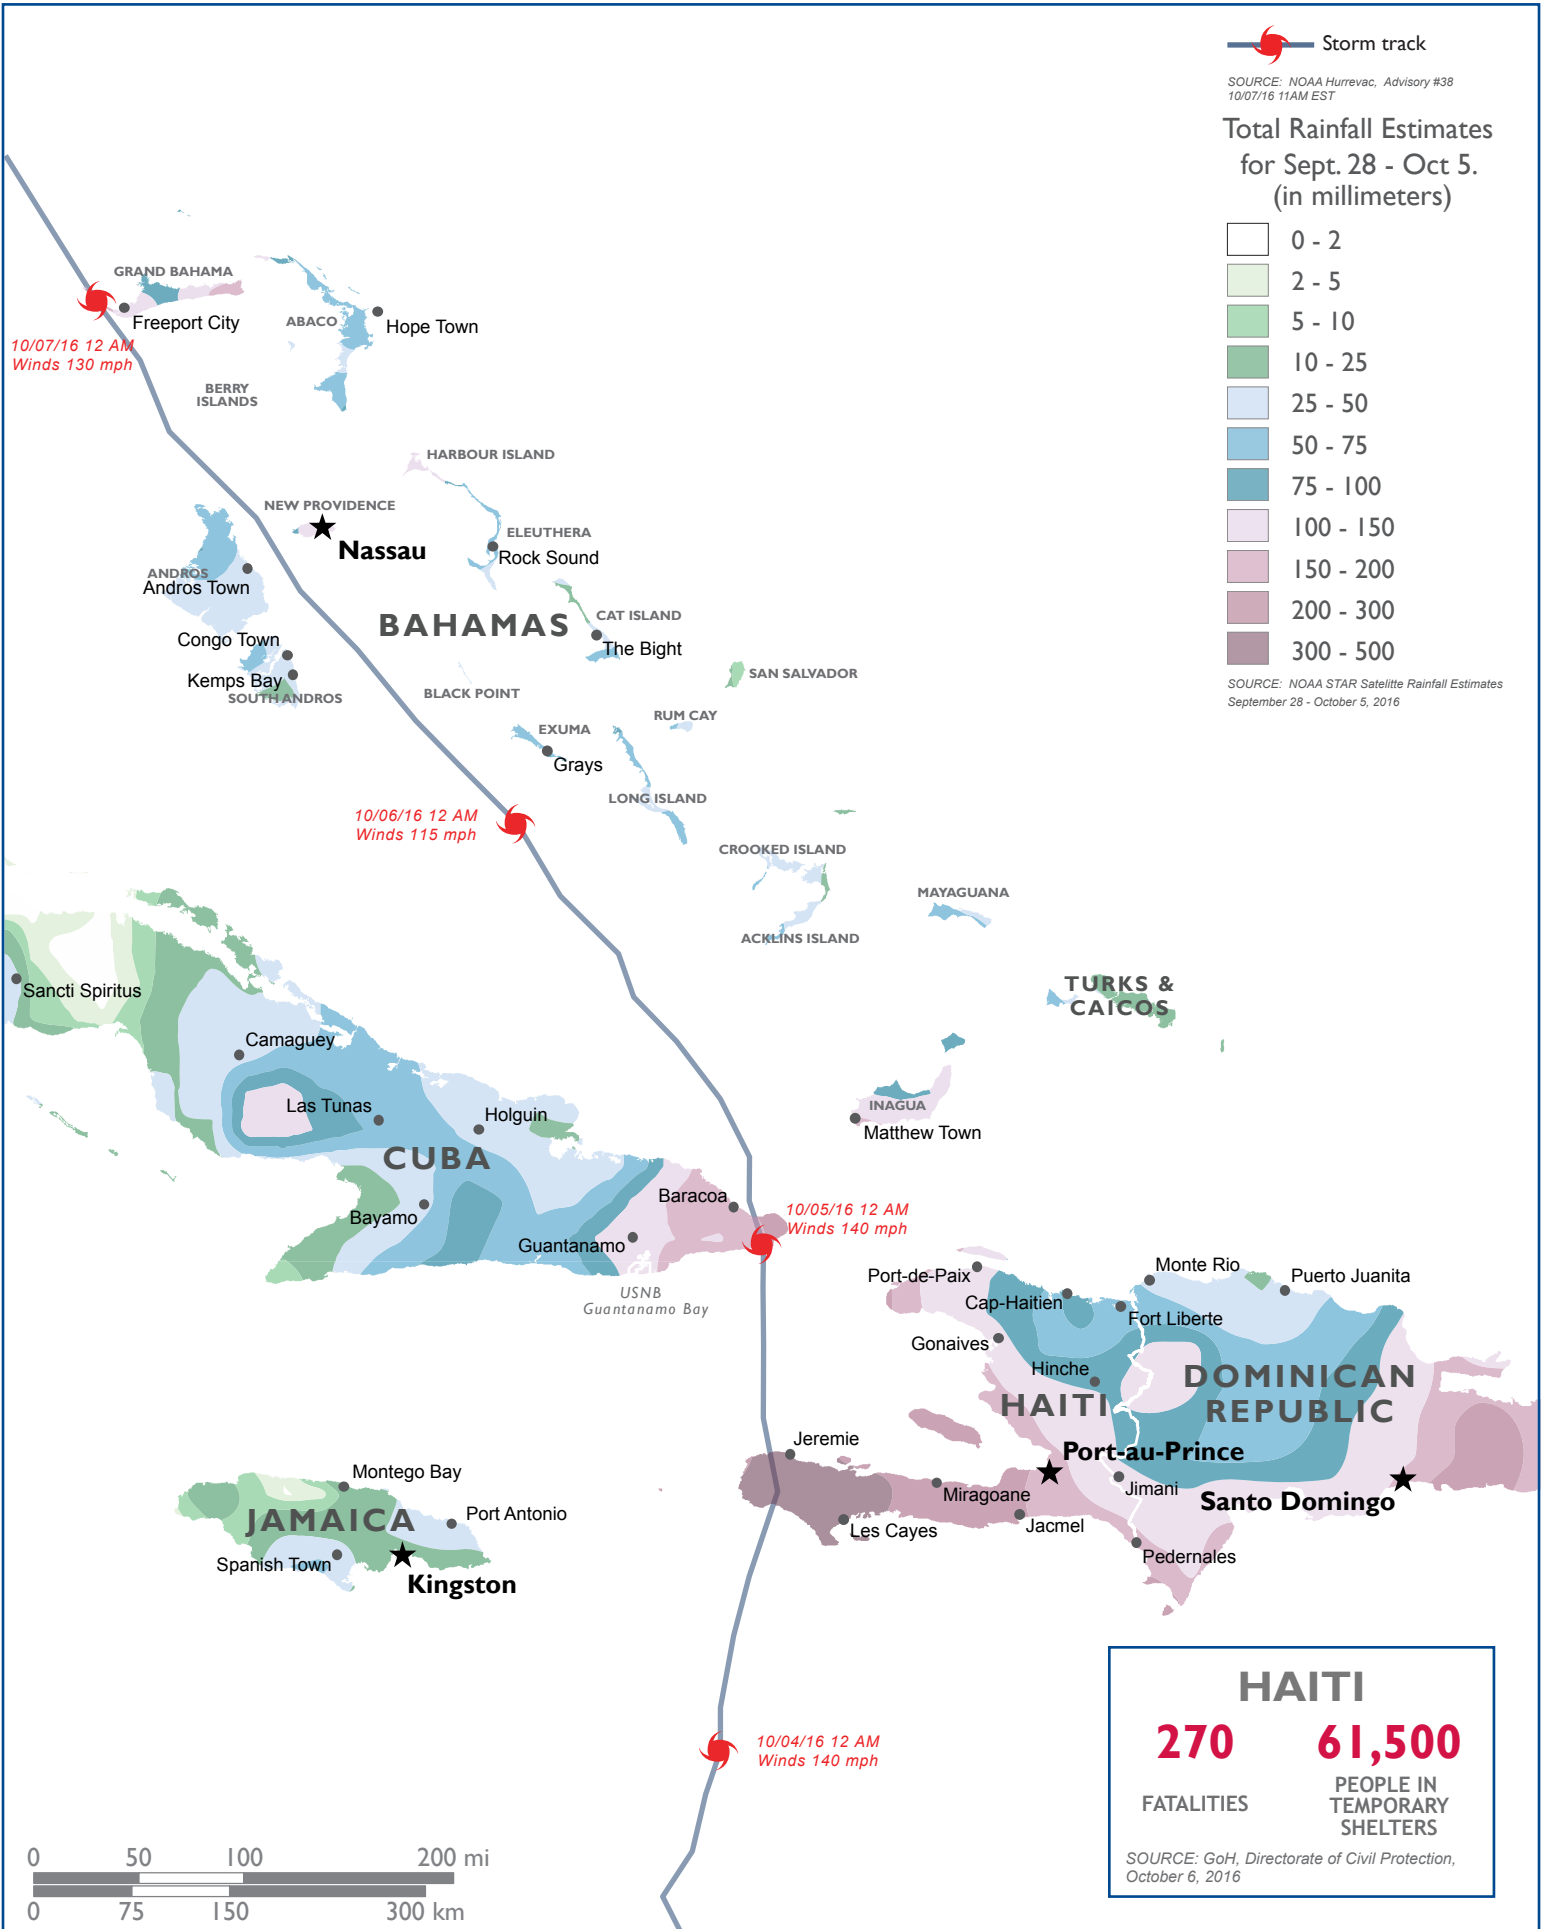 Storm track
SOURCE: NOAA Hurrevac, Advisory #38
10/07/16 11AM EST
Total Rainfall Estimates
for Sept. 28 - Oct 5.
(in millimeters)
0 - 2
2 - 5
5 - 10
10 - 25
25 - 50
50 - 75
75 - 100
100 - 150
150 - 200
200 - 300
300 - 500
SOURCE: NOAA STAR Satelitte Rainfall Estimates
September 28 - October 5, 2016
GRAND BAHAMA
Freeport City
10/07/16 12 AM
Winds 130 mph
ABACO
Hope Town
BERRY
ISLANDS
HARBOUR ISLAND
NEW PROVIDENCE
Nassau
ELEUTHERA
Rock Sound
ANDROS
Andros Town
CAT ISLAND
The Bight
BAHAMAS
Congo Town
Kemps Bay
SOUTH ANDROS
BLACK POINT
SAN SALVADOR
RUM CAY
EXUMA
Grays
LONG ISLAND
10/06/16 12 AM
Winds 115 mph
CROOKED ISLAND
MAYAGUANA
ACKLINS ISLAND
TURKS &
CAICOS
Sancti Spiritus
Camaguey
Las Tunas
Holguin
CUBA
INAGUA
Matthew Town
Baracoa
Bayamo
Guantanamo
10/05/16 12 AM
Winds 140 mph
USNB
Guantanamo Bay
Port-de-Paix
Cap-Haitien
Monte Rio
Puerto Juanita
Fort Liberte
Gonaives
Hinche
HAITI
DOMINICAN
REPUBLIC
Jeremie
Port-au-Prince
Miragoane
Jimani
Santo Domingo
Les Cayes
Jacmel
Pedernales
Montego Bay
JAMAICA
Port Antonio
Spanish Town
Kingston
10/04/16 12 AM
Winds 140 mph
HAITI
270
FATALITIES
61,500
PEOPLE IN
TEMPORARY
SHELTERS
SOURCE: GoH, Directorate of Civil Protection,
October 6, 2016
0 50 100 200 mi
0 75 150 300 km